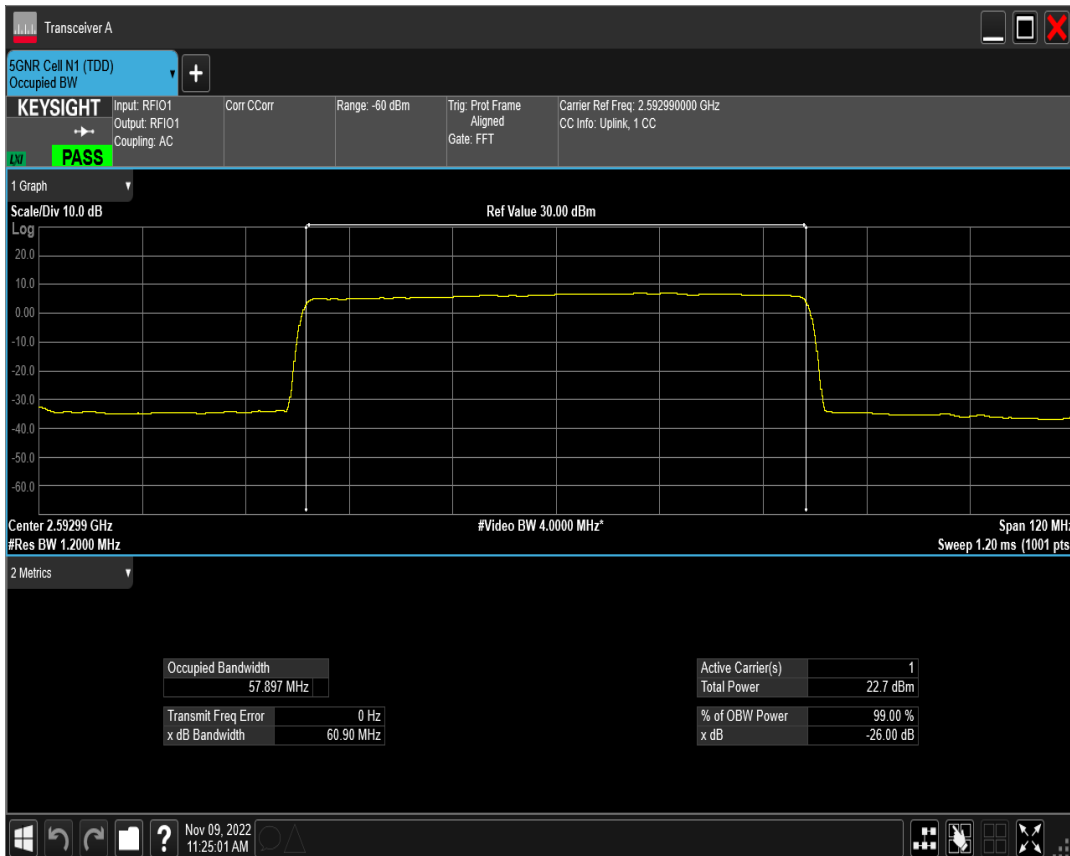 Transceiver A
5GNR Cell N1 (TDD)
Occupied BW
+
KEYSIGHT
LXI
PASS
Input: RFIO1
Output: RFIO1
Coupling: AC
Corr CCorr
Range: -60 dBm
Trig: Prot Frame
Aligned
Gate: FFT
Carrier Ref Freq: 2.592990000 GHz
CC Info: Uplink, 1 CC
1 Graph
Scale/Div 10.0 dB
Ref Value 30.00 dBm
Log
20.0
10.0
0.00
-10.0
-20.0
-30.0
-40.0
-50.0
-60.0
Center 2.59299 GHz
#Video BW 4.0000 MHz*
Span 120 MHz
#Res BW 1.2000 MHz
Sweep 1.20 ms (1001 pts
2 Metrics
Occupied Bandwidth
57.897 MHz
Transmit Freq Error 0 Hz
x dB Bandwidth 60.90 MHz
Active Carrier(s) 1
Total Power 22.7 dBm
% of OBW Power 99.00 %
x dB -26.00 dB
?
Nov 09, 2022
11:25:01 AM